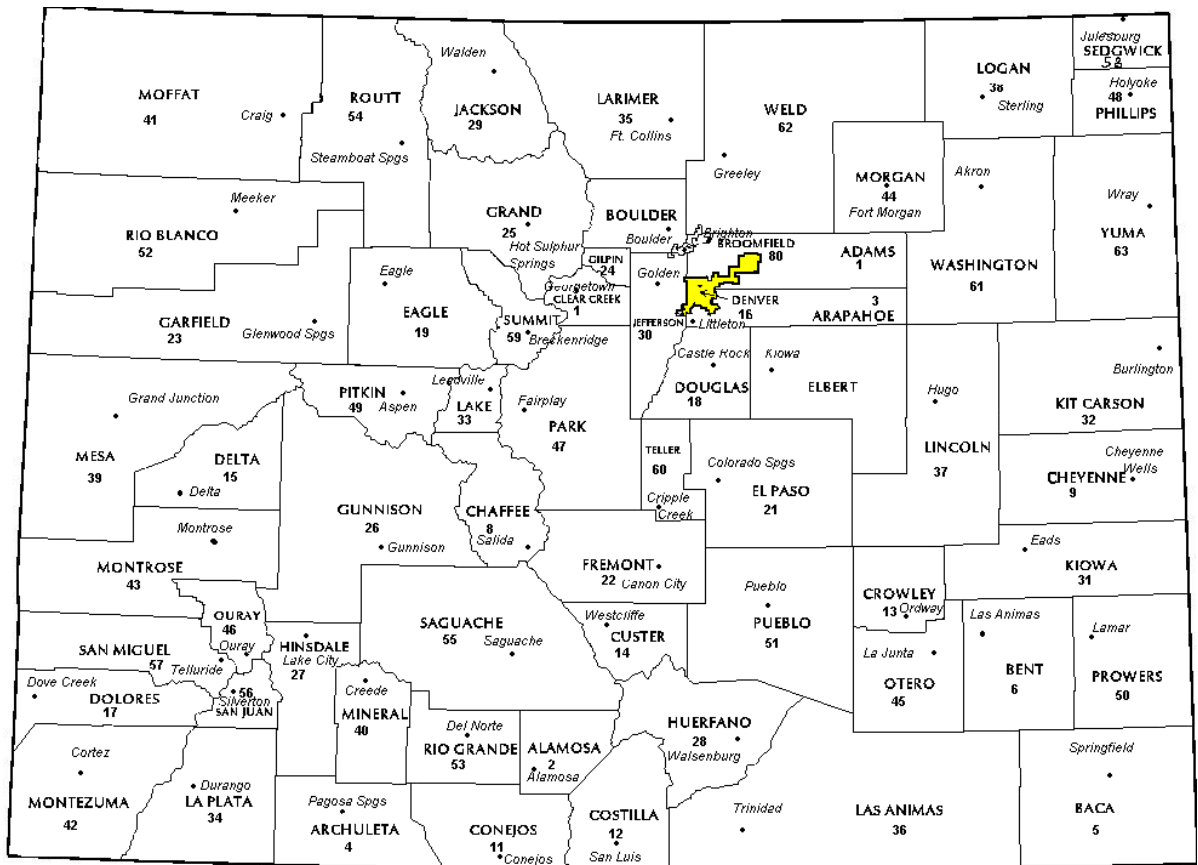 Walden
Julesburg
SEDGWICK
58
MOFFAT
41
Craig
ROUTT
54
Steamboat Spgs
JACKSON
29
LARIMER
35
Ft. Collins
WELD
62
Greeley
LOGAN
38
Sterling
Holyoke
48
PHILLIPS
MORGAN
44
Fort Morgan
Akron
Wray
YUMA
63
Meeker
RIO BLANCO
52
GRAND
25
Hot Sulphur
Springs
BOULDER
Boulder
Brighton
BROOMFIELD
80
ADAMS
1
WASHINGTON
61
GILPIN
24
Golden
Georgetown
CLEAR CREEK
1
DENVER
16
3
ARAPAHOE
Littleton
JEFFERSON
30
Eagle
EAGLE
19
SUMMIT
59
Breckenridge
GARFIELD
23
Glenwood Spgs
Castle Rock
DOUGLAS
18
Kiowa
ELBERT
Hugo
LINCOLN
37
Burlington
KIT CARSON
32
Grand Junction
MESA
39
PITKIN
49
Aspen
Leadville
LAKE
33
Fairplay
PARK
47
DELTA
15
Delta
TELLER
60
Cripple
Creek
Colorado Spgs
EL PASO
21
Cheyenne
Wells
CHEYENNE
9
GUNNISON
26
Gunnison
CHAFFEE
8
Salida
Montrose
MONTROSE
43
FREMONT
22
Canon City
Eads
KIOWA
31
OURAY
46
Ouray
HINSDALE
Lake City
27
SAGUACHE
55
Saguache
Westcliffe
CUSTER
14
Pueblo
PUEBLO
51
CROWLEY
13
Ordway
Las Animas
BENT
6
Lamar
PROWERS
50
La Junta
OTERO
45
SAN MIGUEL
57
Telluride
Dove Creek
DOLORES
17
56
Silverton
SAN JUAN
Creede
MINERAL
40
Del Norte
RIO GRANDE
53
ALAMOSA
2
Alamosa
HUERFANO
28
Walsenburg
Cortez
MONTEZUMA
42
Durango
LA PLATA
34
Pagosa Spgs
ARCHULETA
4
CONEJOS
11
Conejos
COSTILLA
12
San Luis
Trinidad
LAS ANIMAS
36
Springfield
BACA
5